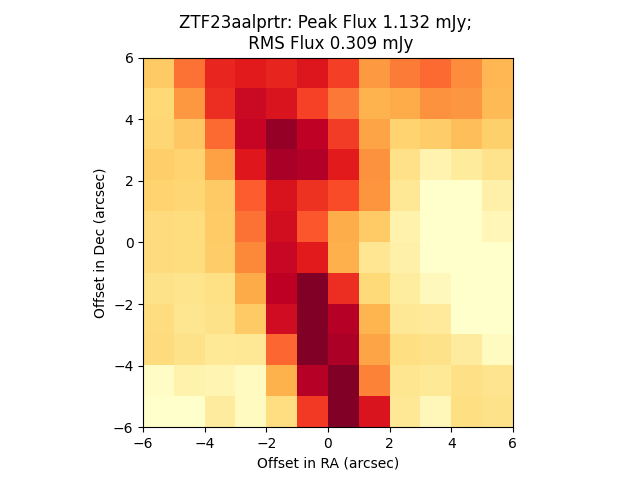 ZTF23aalprtr: Peak Flux 1.132 mJy;
RMS Flux 0.309 mJy
6
4
2
0
−2
−4
−6
Offset in Dec (arcsec)
−6 −4 −2 0 2 4 6
Offset in RA (arcsec)